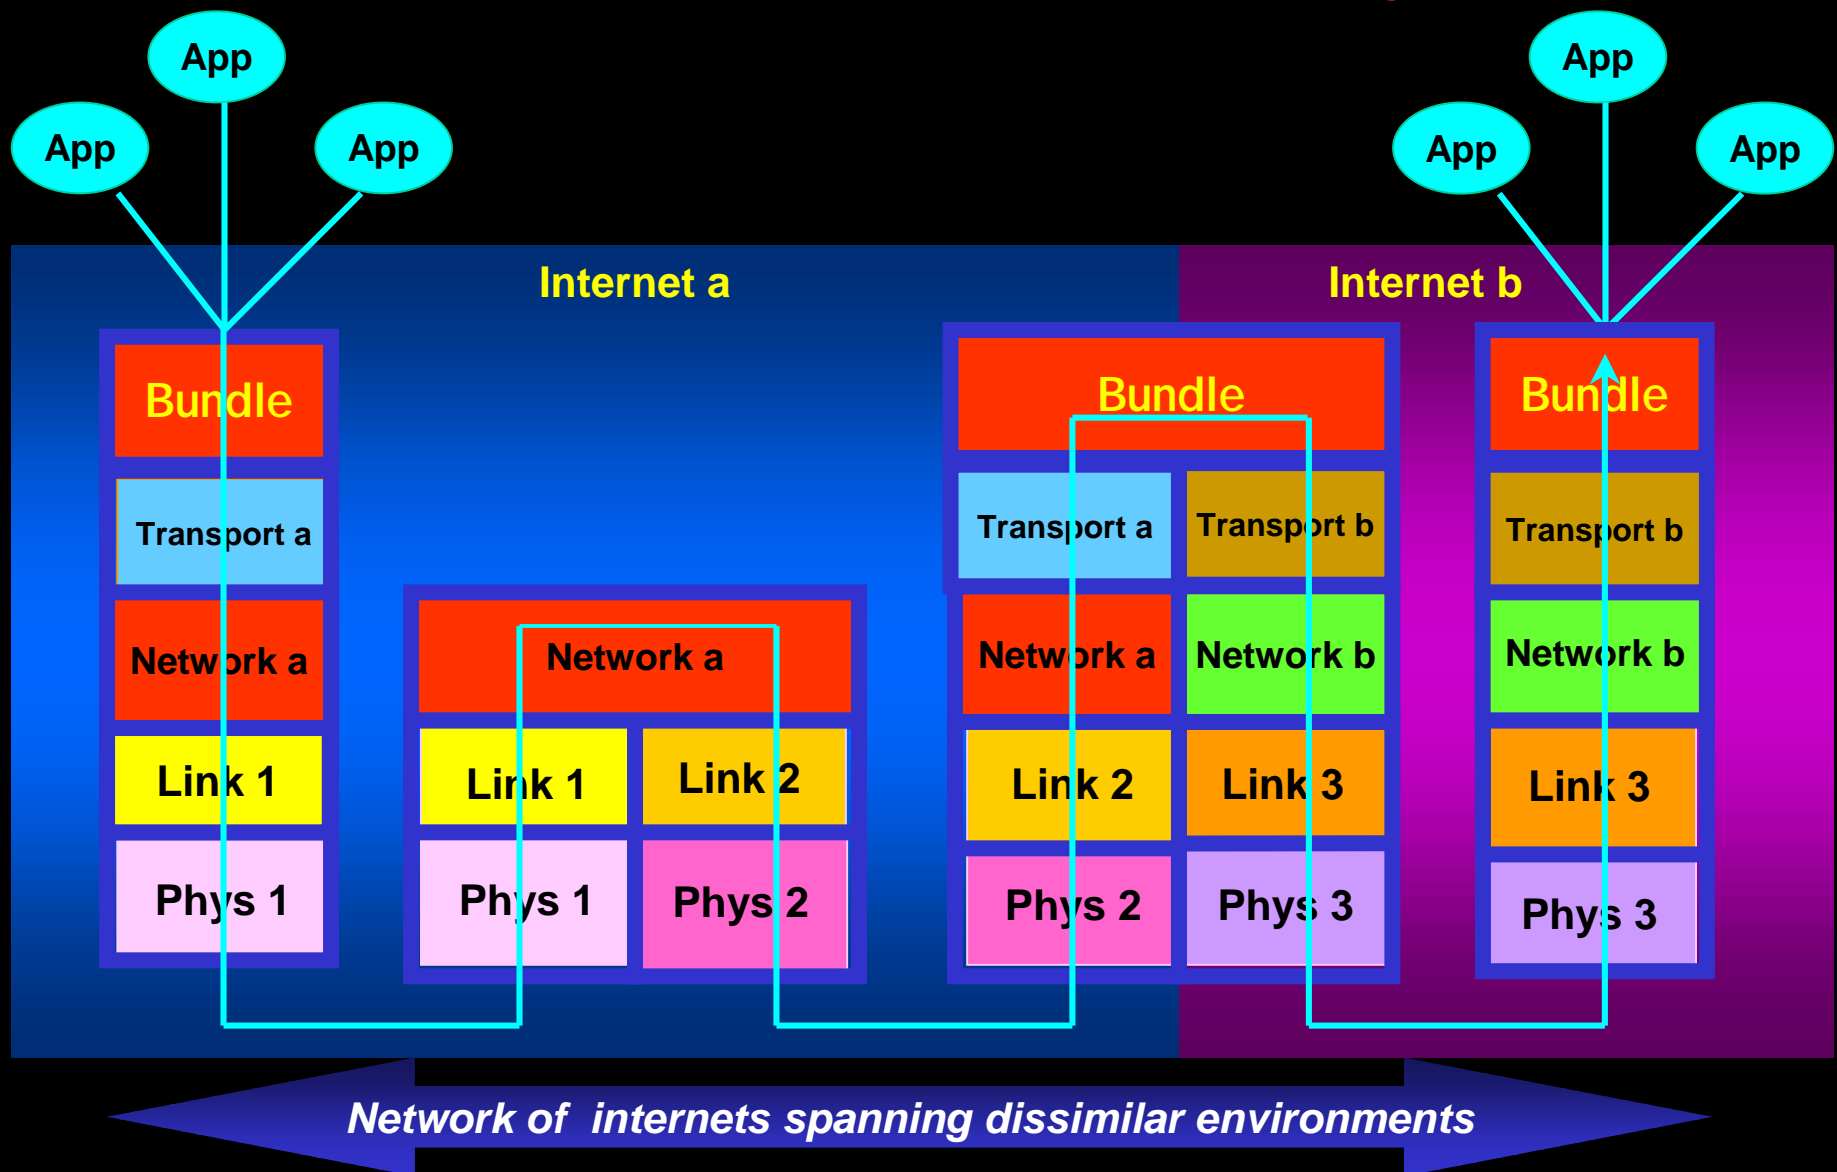 App
App
App
App
App
App
Internet a
Internet b
Bundle
Transport a
Network a
Link 1
Phys 1
Network a
Link 1
Link 2
Phys 1
Phys 2
Bundle
Transport a
Transport b
Network a
Network b
Link 2
Link 3
Phys 2
Phys 3
Bundle
Transport b
Network b
Link 3
Phys 3
Network of internets spanning dissimilar environments